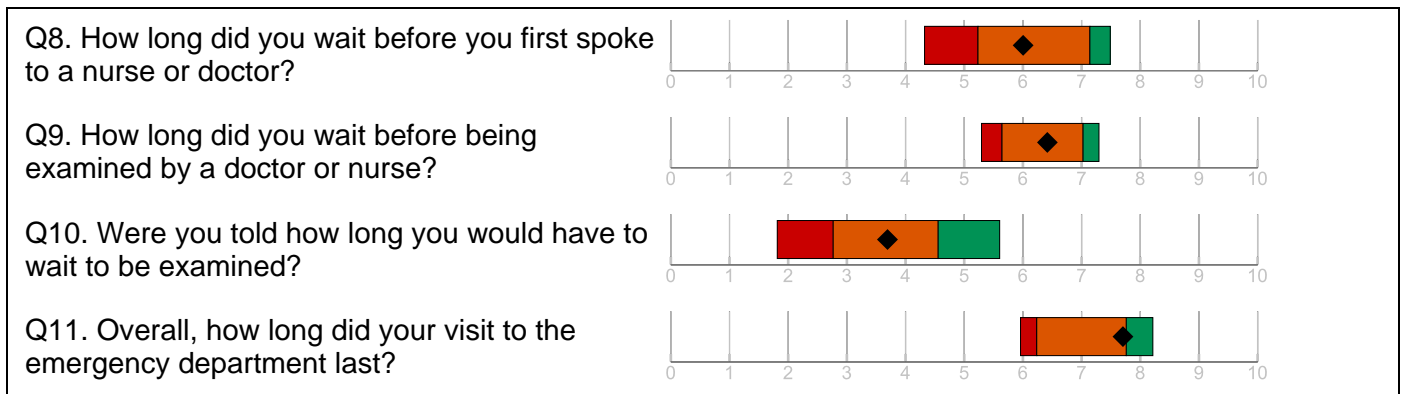 Q8. How long did you wait before you first spoke
to a nurse or doctor?
0 1 2 3 4 5 6 7 8 9 10
Q9. How long did you wait before being
examined by a doctor or nurse?
0 1 2 3 4 5 6 7 8 9 10
Q10. Were you told how long you would have to
wait to be examined?
0 1 2 3 4 5 6 7 8 9 10
Q11. Overall, how long did your visit to the
emergency department last?
0 1 2 3 4 5 6 7 8 9 10